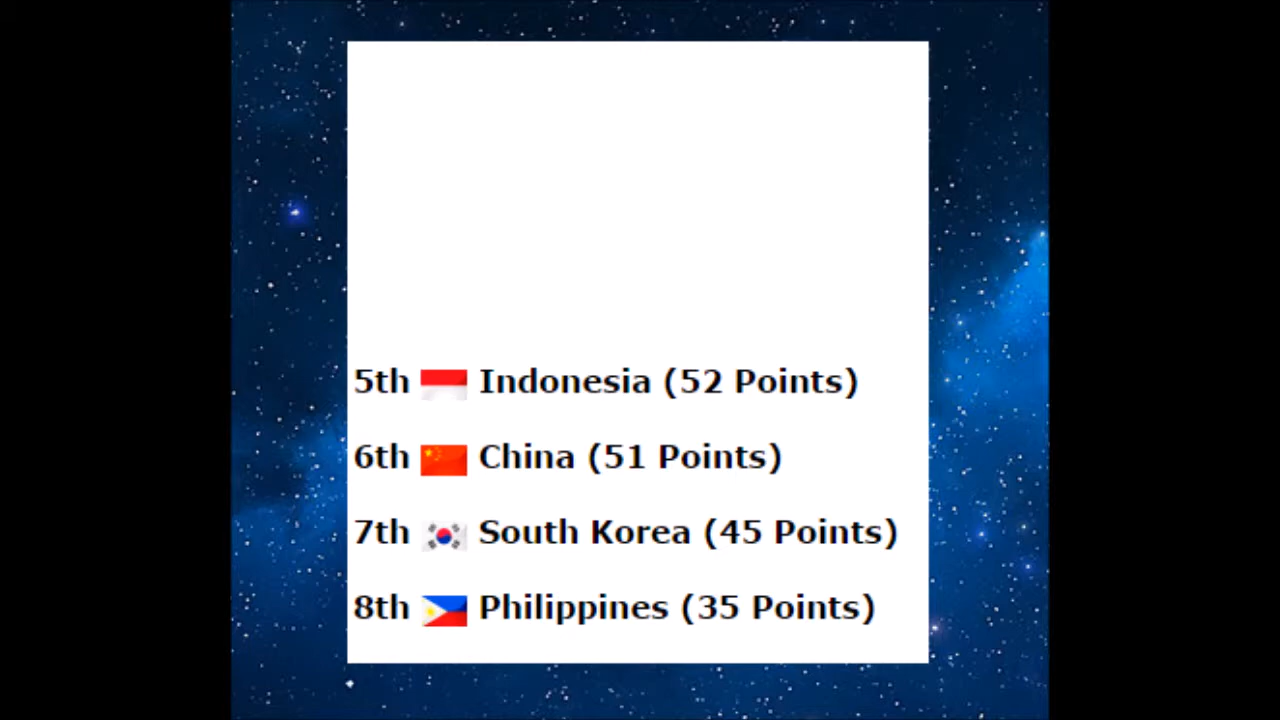 5th Indonesia (52 Points)
6th China (51 Points)
7th South Korea (45 Points)
8th Philippines (35 Points)